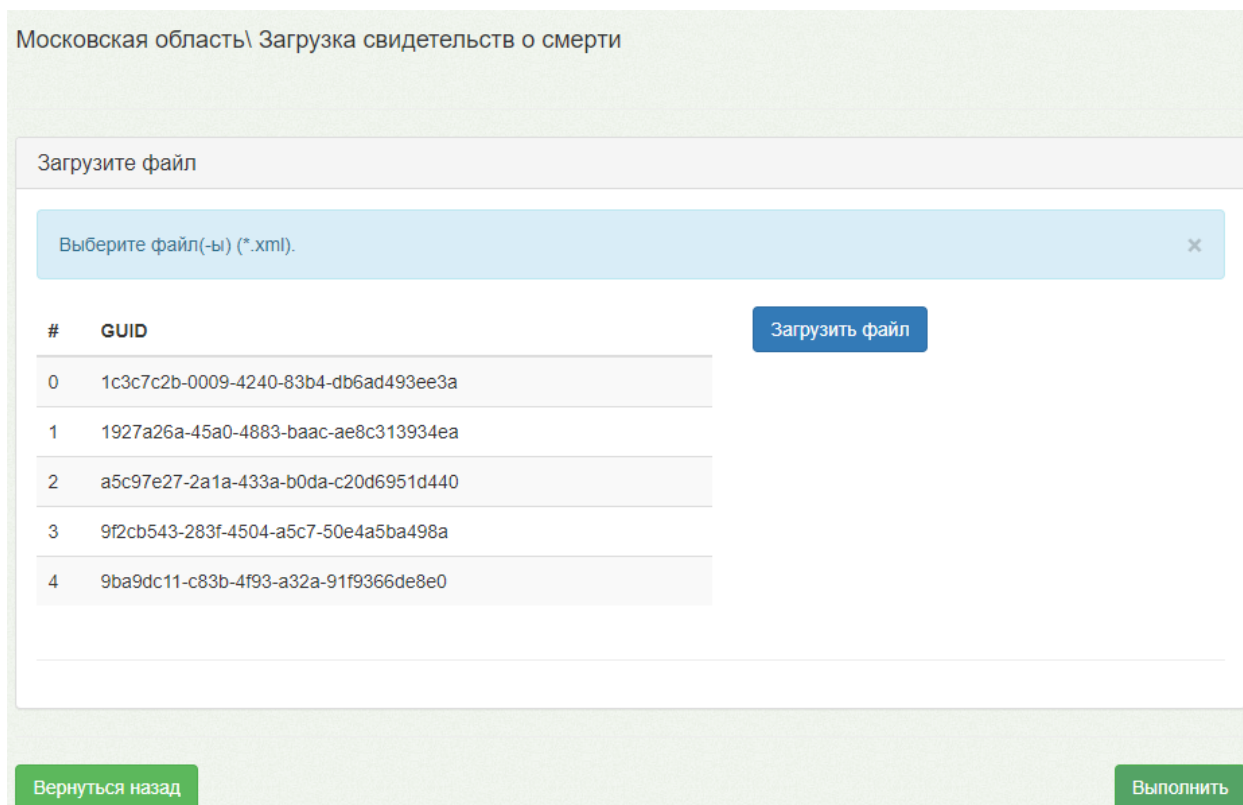 Московская область\ Загрузка свидетельств о смерти
Загрузите файл
Выберите файл(-ы) (*.xml). ×
# GUID Загрузить файл
0 1c3c7c2b-0009-4240-83b4-db6ad493ee3a
1 1927a26a-45a0-4883-baac-ae8c313934ea
2 a5c97e27-2a1a-433a-b0da-c20d6951d440
3 9f2cb543-283f-4504-a5c7-50e4a5ba498a
4 9ba9dc11-c83b-4f93-a32a-91f9366de8e0
Вернуться назад Выполнить